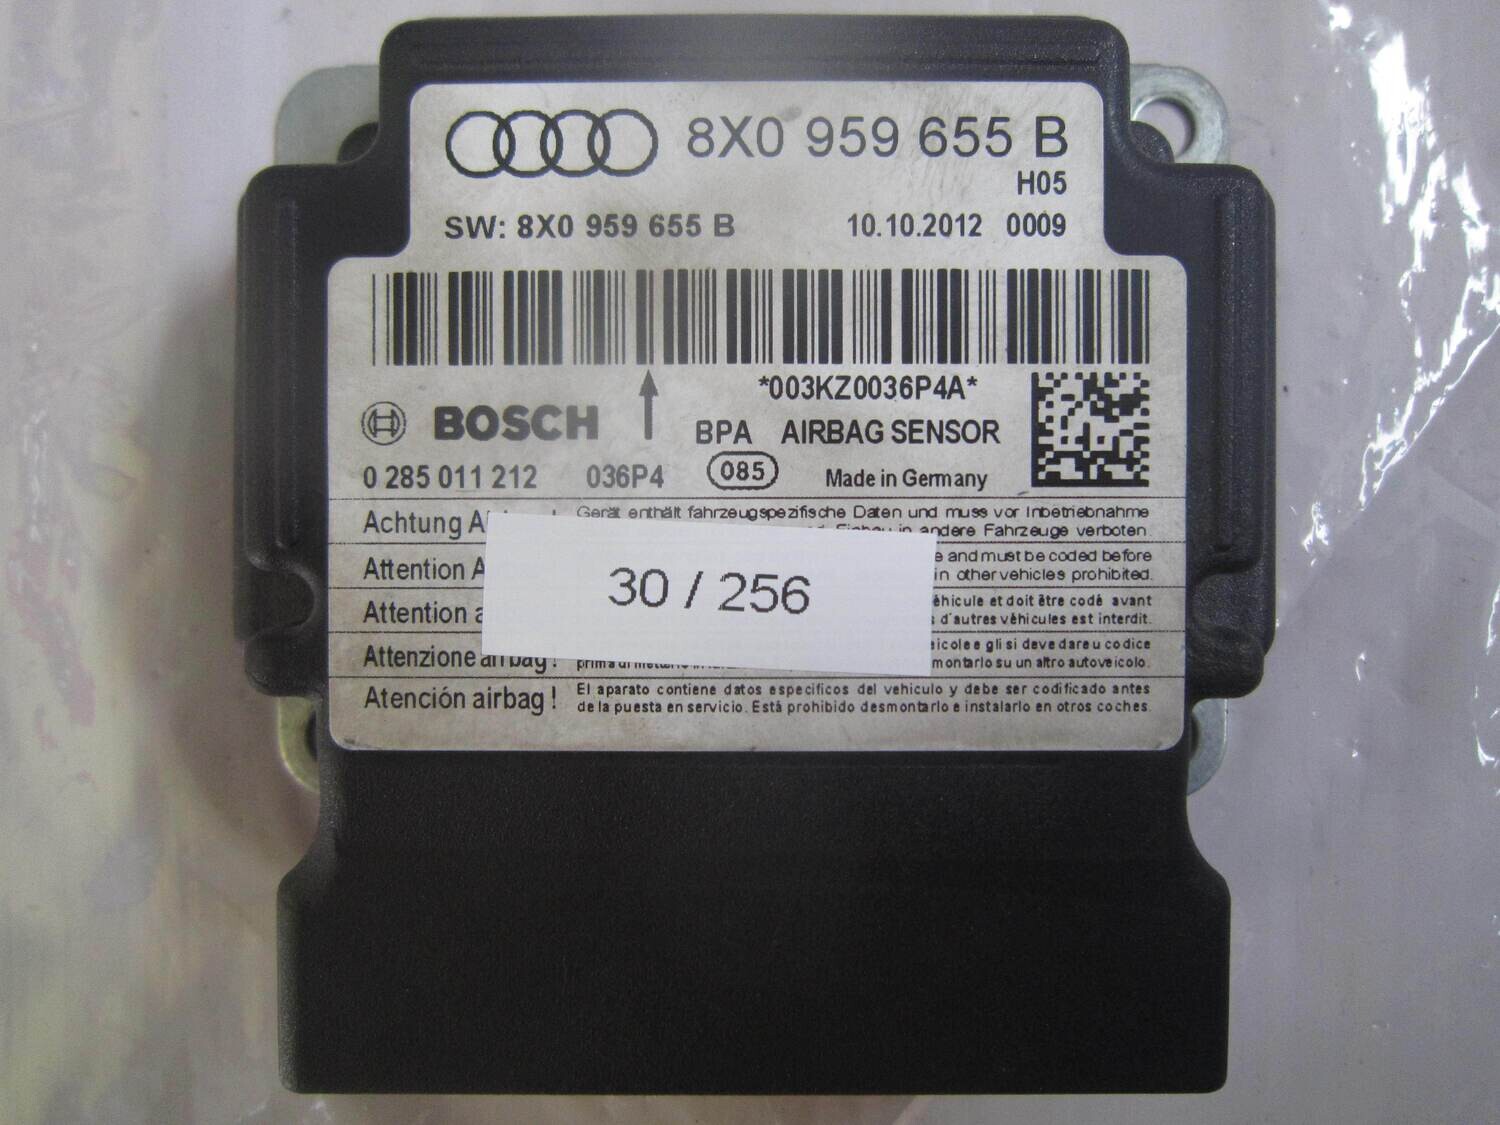 8X0 959 655 B
H05
SW: 8X0 959 655 B 10.10.2012 0009
*003KZ0036P4A*
BOSCH BPA AIRBAG SENSOR
0 285 011 212 036P4 085 Made in Germany
Achtung Gerät enthält fahrzeugspezifische Daten und muss vor Inbetriebnahme
in andere Fahrzeuge verboten.
Attention and must be coded before
in other vehicles prohibited.
30 / 256
Attention et doit être codé avant
d'autres véhicules est interdit.
Attenzione airbag! e gli si deve dare u codice
prima di su un altro autoveicolo.
Atención airbag! El aparato contiene datos especificos del vehiculo y debe ser codificado antes
de la puesta en servicio. Está prohibido desmontarlo e instalarlo en otros coches.